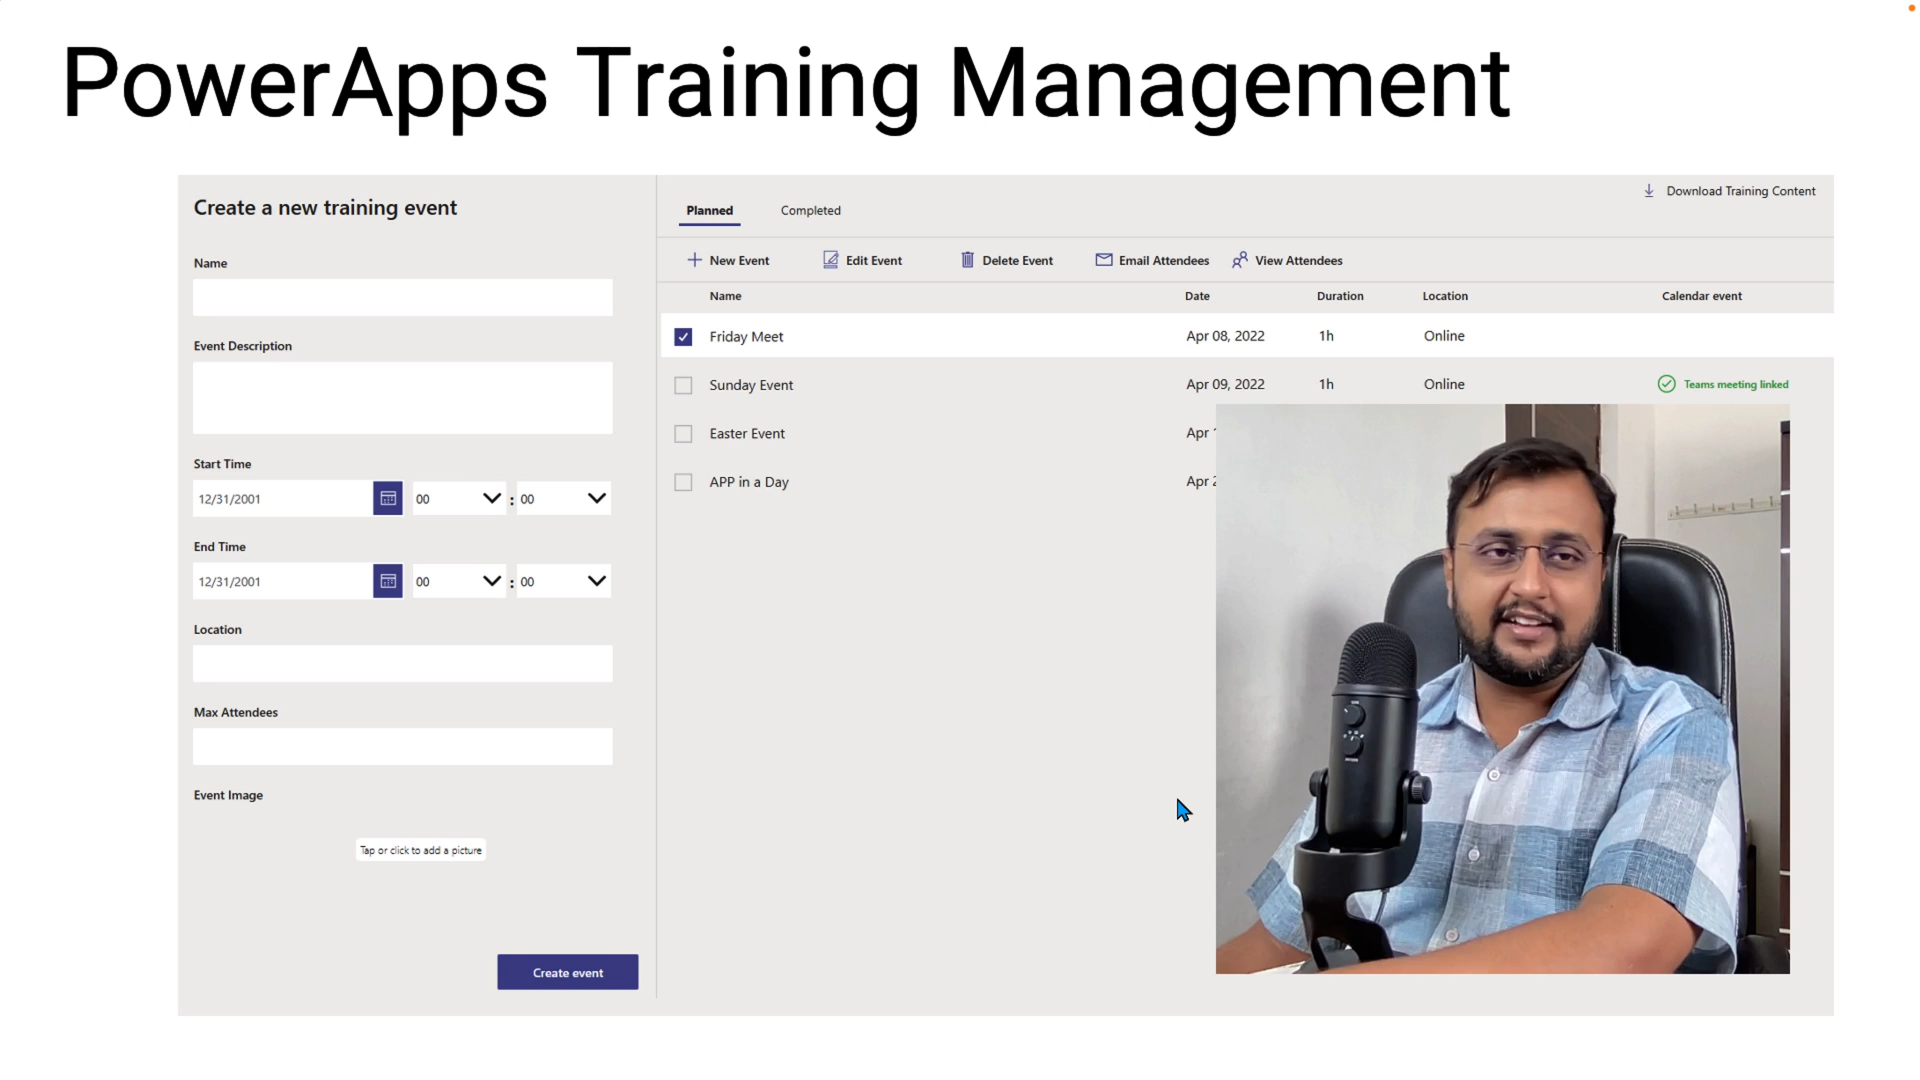 PowerApps Training Management
Create a new training event
Name
Event Description
Start Time
12/31/2001 00 : 00
End Time
12/31/2001 00 : 00
Location
Max Attendees
Event Image
Tap or click to add a picture
Create event
Download Training Content
Planned Completed
New Event Edit Event Delete Event Email Attendees View Attendees
Name Date Duration Location Calendar event
Friday Meet Apr 08, 2022 1h Online
Sunday Event Apr 09, 2022 1h Online Teams meeting linked
Easter Event Apr
APP in a Day Apr